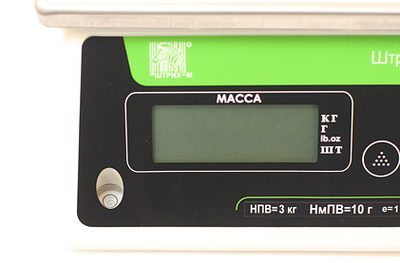 ШТРИХ-М
Штр
МАССА
кг
г
lb.oz
шт
НПВ=3 кг НмПВ=10 г e=1